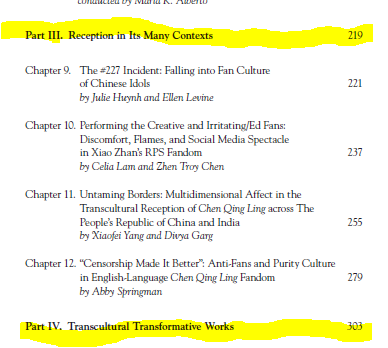 conducted by Maria K. Alberto
Part III. Reception in Its Many Contexts 219
Chapter 9. The #227 Incident: Falling into Fan Culture
of Chinese Idols 221
by Julie Huynh and Ellen Levine
Chapter 10. Performing the Creative and Irritating/Ed Fans:
Discomfort, Flames, and Social Media Spectacle
in Xiao Zhan's RPS Fandom 237
by Celia Lam and Zhen Troy Chen
Chapter 11. Untaming Borders: Multidimensional Affect in the
Transcultural Reception of Chen Qing Ling across The
People's Republic of China and India 255
by Xiaofei Yang and Divya Garg
Chapter 12. "Censorship Made It Better": Anti-Fans and Purity Culture
in English-Language Chen Qing Ling Fandom 279
by Abby Springman
Part IV. Transcultural Transformative Works 303